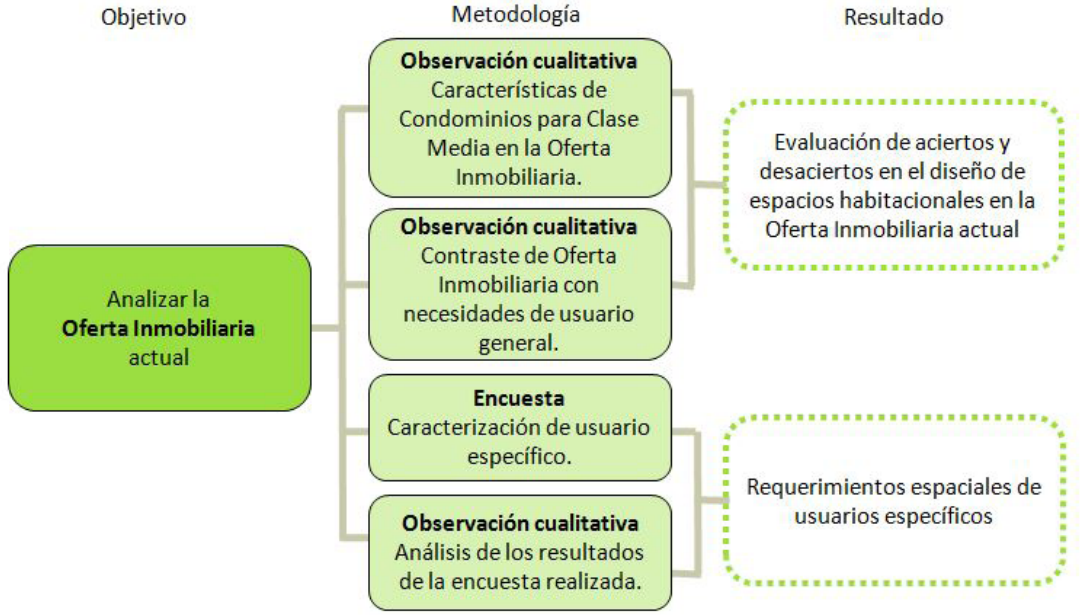 Objetivo
Metodología
Resultado
Observación cualitativa
Características de
Condominios para Clase
Media en la Oferta
Inmobiliaria.
Observación cualitativa
Contraste de Oferta
Inmobiliaria con
necesidades de usuario
general.
Encuesta
Caracterización de usuario
específico.
Observación cualitativa
Análisis de los resultados
de la encuesta realizada.
Analizar la
Oferta Inmobiliaria
actual
Evaluación de aciertos y
desaciertos en el diseño de
espacios habitacionales en la
Oferta Inmobiliaria actual
Requerimientos espaciales de
usuarios específicos